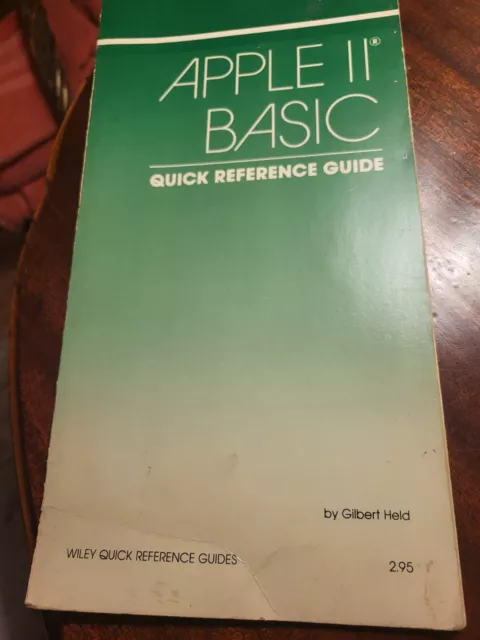 APPLE II®
BASIC
QUICK REFERENCE GUIDE
by Gilbert Held
WILEY QUICK REFERENCE GUIDES
2.95